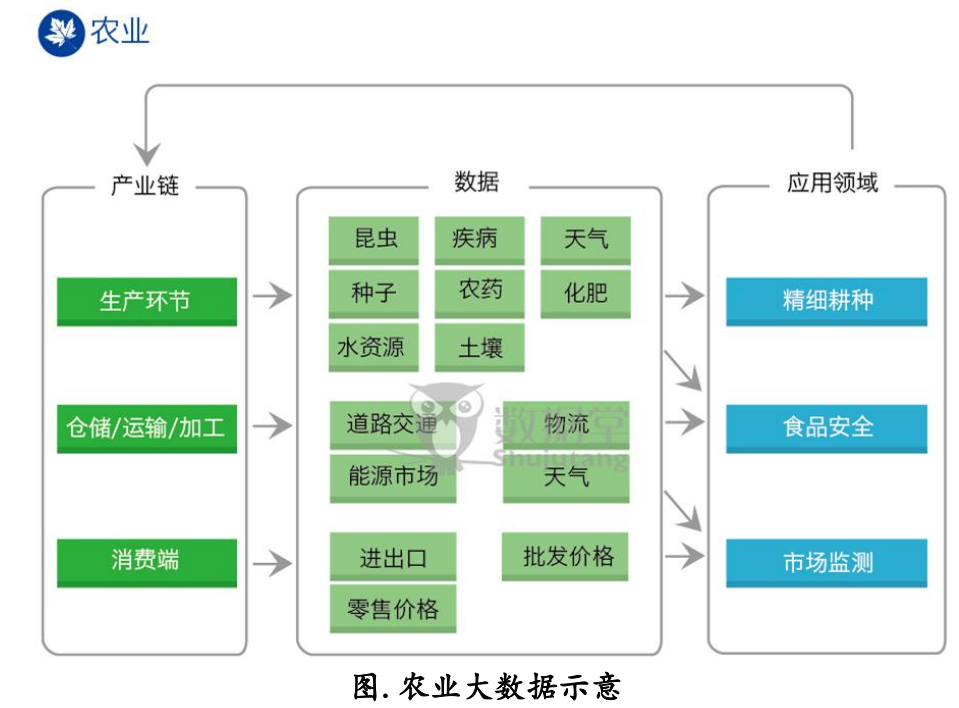 农业
产业链
数据
应用领域
生产环节
仓储/运输/加工
消费端
昆虫
疾病
天气
种子
农药
化肥
水资源
土壤
道路交通
物流
能源市场
天气
进出口
批发价格
零售价格
数据堂
Shujutang
精细耕种
食品安全
市场监测
图.农业大数据示意